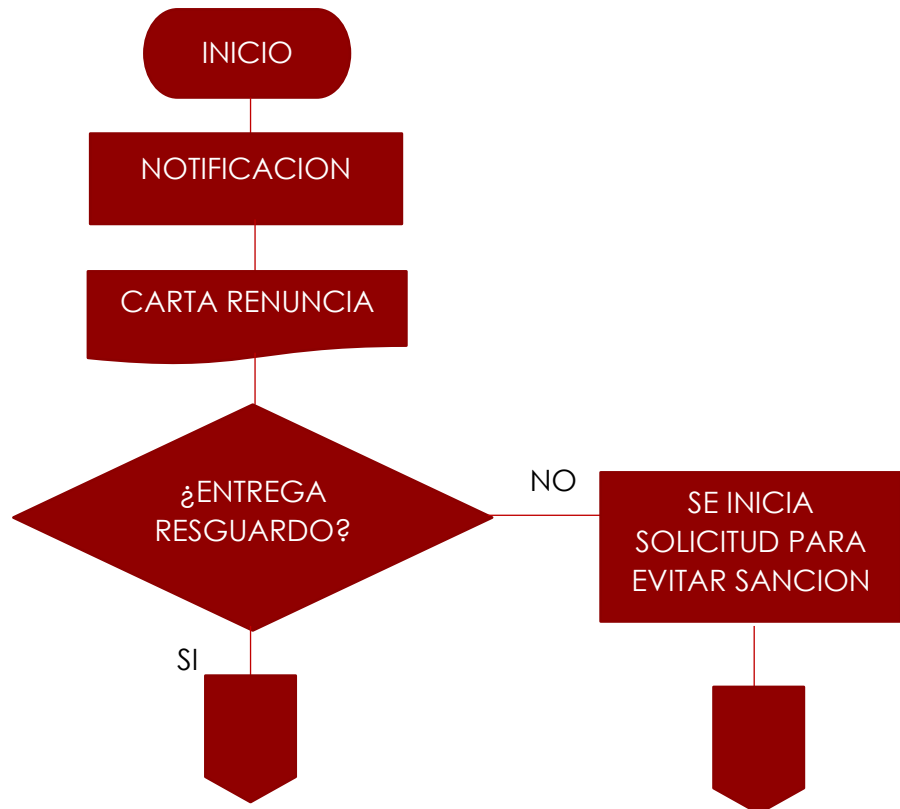 INICIO
NOTIFICACION
CARTA RENUNCIA
¿ENTREGA
RESGUARDO?
NO
SE INICIA
SOLICITUD PARA
EVITAR SANCION
SI